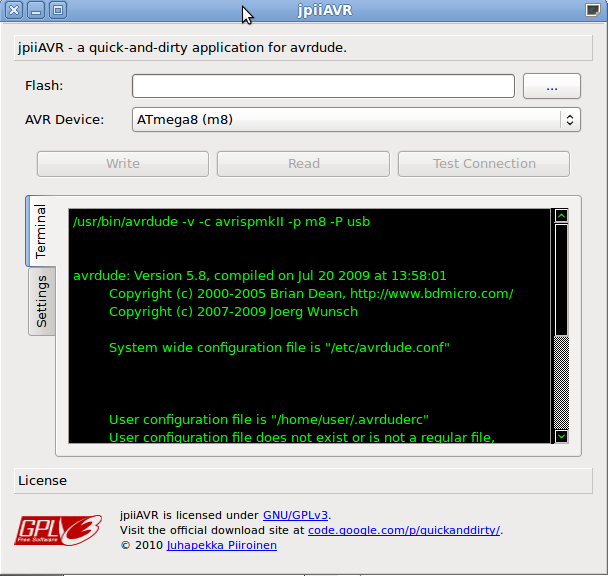 jpiiAVR
jpiiAVR - a quick-and-dirty application for avrdude.
Flash:
...
AVR Device:
ATmega8 (m8)
Write
Read
Test Connection
Terminal
Settings
/usr/bin/avrdude -v -c avrispmkII -p m8 -P usb
avrdude: Version 5.8, compiled on Jul 20 2009 at 13:58:01
Copyright (c) 2000-2005 Brian Dean, http://www.bdmicro.com/
Copyright (c) 2007-2009 Joerg Wunsch
System wide configuration file is "/etc/avrdude.conf"
User configuration file is "/home/user/.avrduderc"
User configuration file does not exist or is not a regular file,
License
GPLv3
Free Software
jpiiAVR is licensed under GNU/GPLv3.
Visit the official download site at code.google.com/p/quickanddirty/.
© 2010 Juhapekka Piiroinen